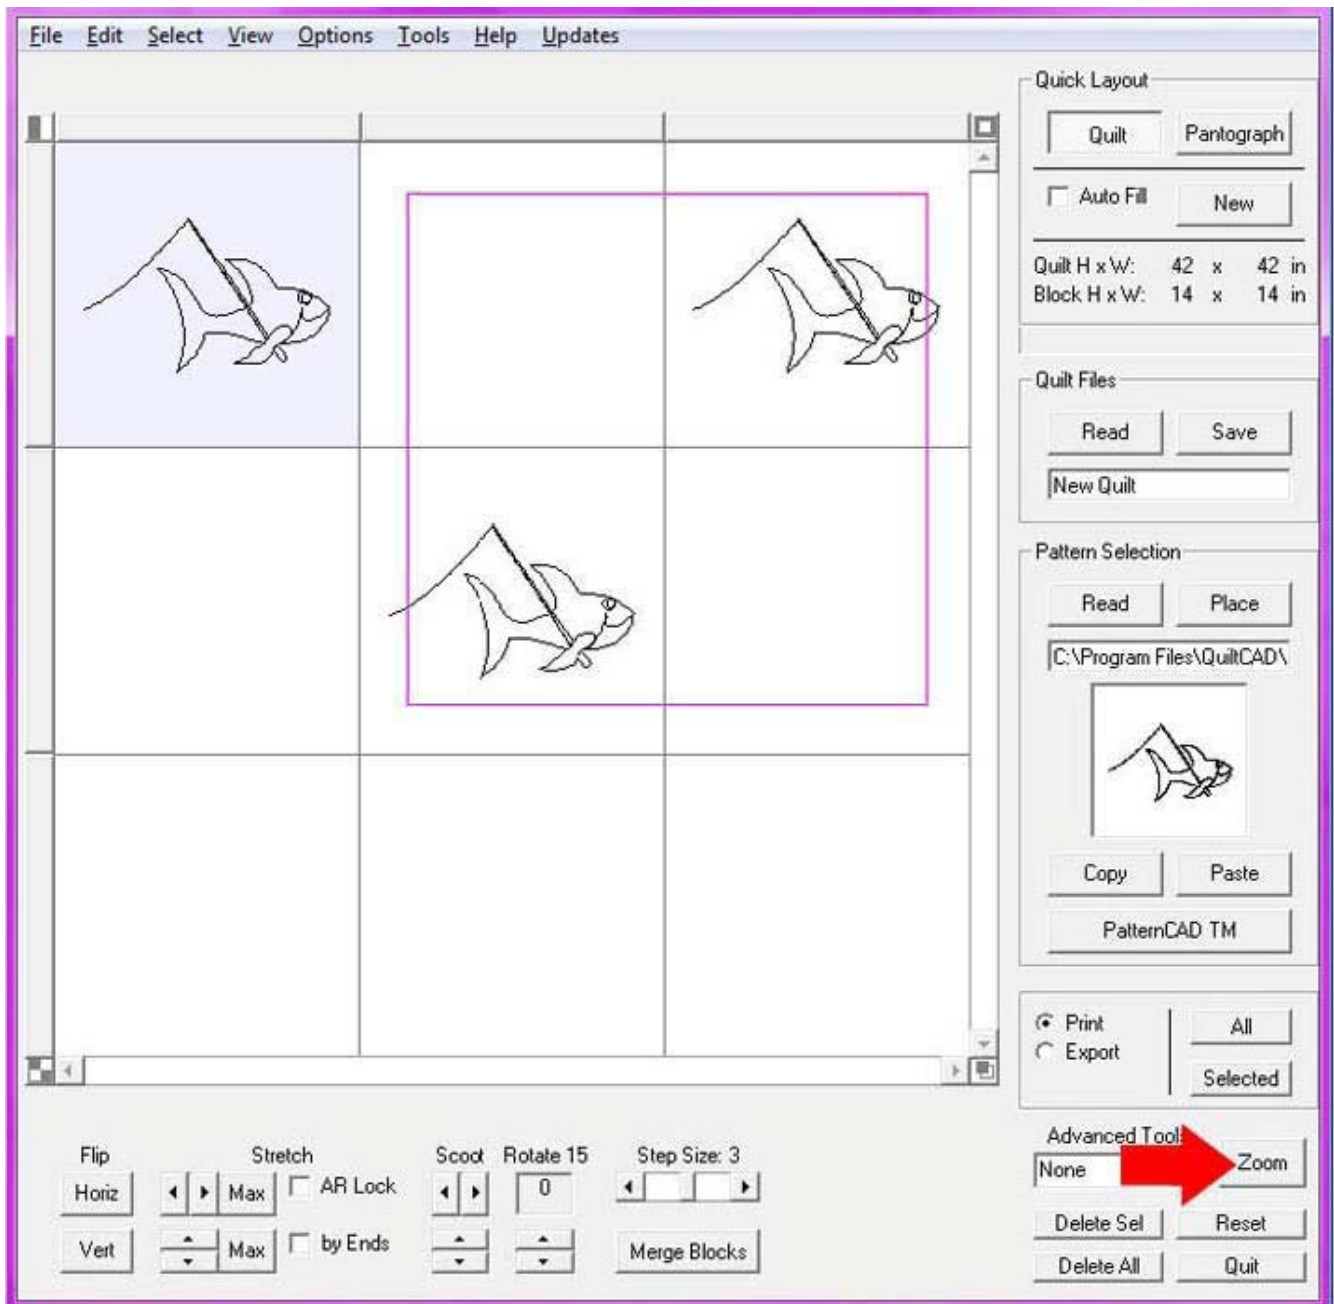 File Edit Select View Options Tools Help Updates
Quick Layout
Quilt Pantograph
Auto Fill New
Quilt H x W: 42 x 42 in
Block H x W: 14 x 14 in
Quilt Files
Read Save
New Quilt
Pattern Selection
Read Place
C:\Program Files\QuiltCAD\
Copy Paste
PatternCAD TM
Print All
Export
Selected
Advanced Tools
None Zoom
Delete Sel Reset
Delete All Quit
Flip Stretch Scoot Rotate 15 Step Size: 3
Horiz Max AR Lock 0
Vert Max by Ends Merge Blocks